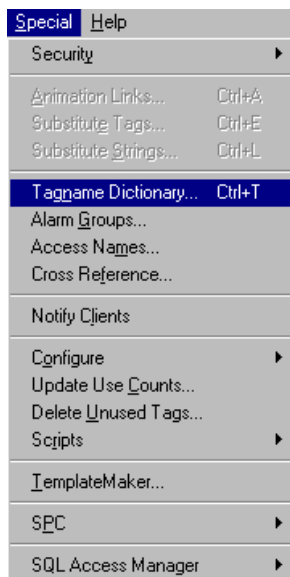 Special Help
Security
Animation Links... Ctrl+A
Substitute Tags... Ctrl+E
Substitute Strings... Ctrl+L
Tagname Dictionary... Ctrl+T
Alarm Groups...
Access Names...
Cross Reference...
Notify Clients
Configure
Update Use Counts...
Delete Unused Tags...
Scripts
TemplateMaker...
SPC
SQL Access Manager